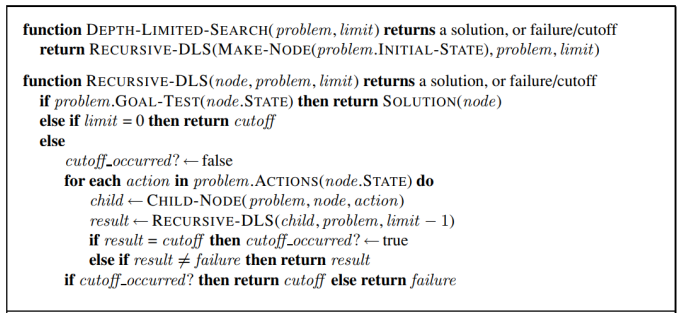 function DEPTH-LIMITED-SEARCH(problem, limit) returns a solution, or failure/cutoff
return RECURSIVE-DLS(MAKE-NODE(problem.INITIAL-STATE), problem, limit)
function RECURSIVE-DLS(node, problem, limit) returns a solution, or failure/cutoff
if problem.GOAL-TEST(node.STATE) then return SOLUTION(node)
else if limit = 0 then return cutoff
else
cutoff_occurred? ← false
for each action in problem.ACTIONS(node.STATE) do
child ← CHILD-NODE(problem, node, action)
result ← RECURSIVE-DLS(child, problem, limit − 1)
if result = cutoff then cutoff_occurred? ← true
else if result ≠ failure then return result
if cutoff_occurred? then return cutoff else return failure